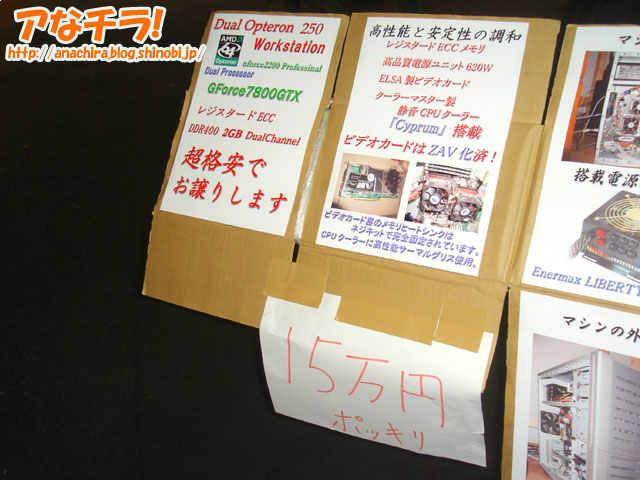 アなチラ!
http://anachira.blog.shinobi.jp/
Dual Opteron 250
Workstation
AMD
64
Opteron
nforce2200 Professinal
Dual Processor
GForce7800GTX
レジスタードECC
DDR400 2GB DualChannel
超格安で
お譲りします
高性能と安定性の調和
レジスタードECCメモリ
高品質電源ユニット620W
ELSA製ビデオカード
クーラーマスター製
静音CPUクーラー
「Cyprum」搭載
ビデオカードはZAV化済!
ビデオカード裏のメモリヒートシンクは
ネジキットで完全固定されています。
CPUクーラーに高性能サーマルグリス使用。
マシ
搭載電源
Enermax LIBERTY
マシンの外
15万円
ポッキリ